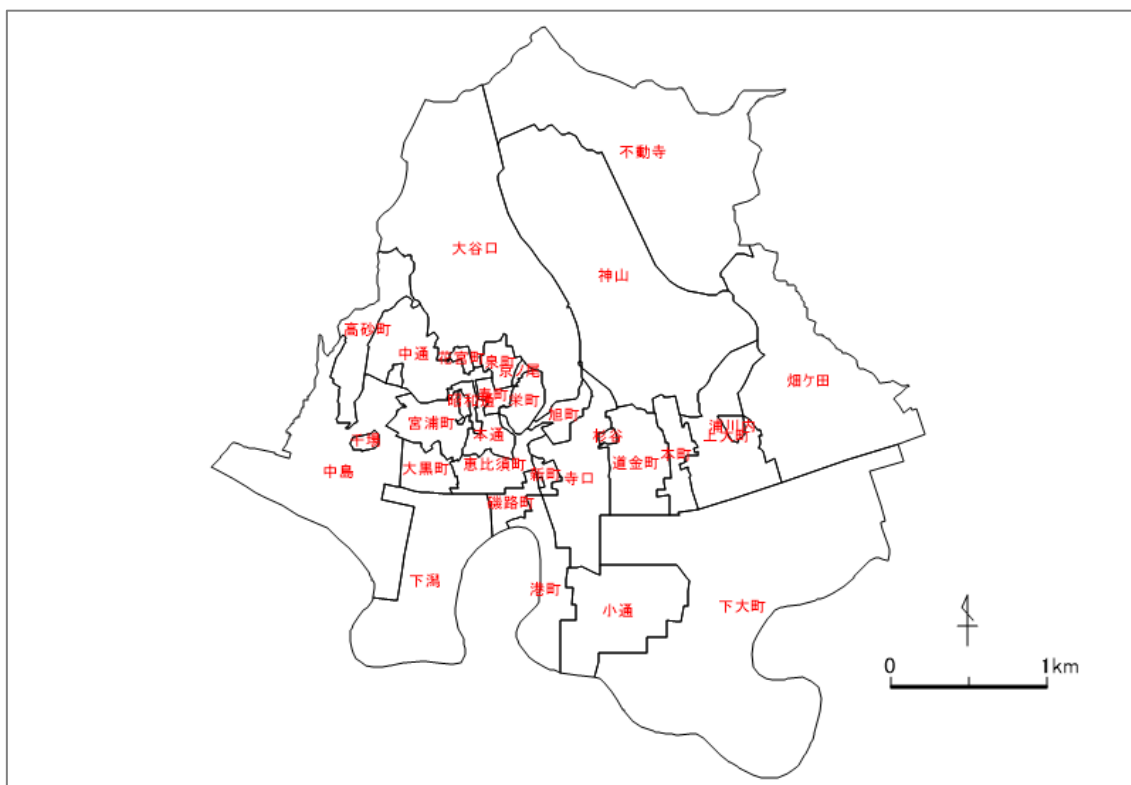 不動寺
大谷口
神山
高砂町
中通
泉町
京ノ尾
畑ケ田
栄町
旭町
宮浦町
本通
杉谷
本町
上大町
中島
大黒町
恵比須町
新町
寺口
道金町
磯路町
下潟
港町
小通
下大町
0
1km